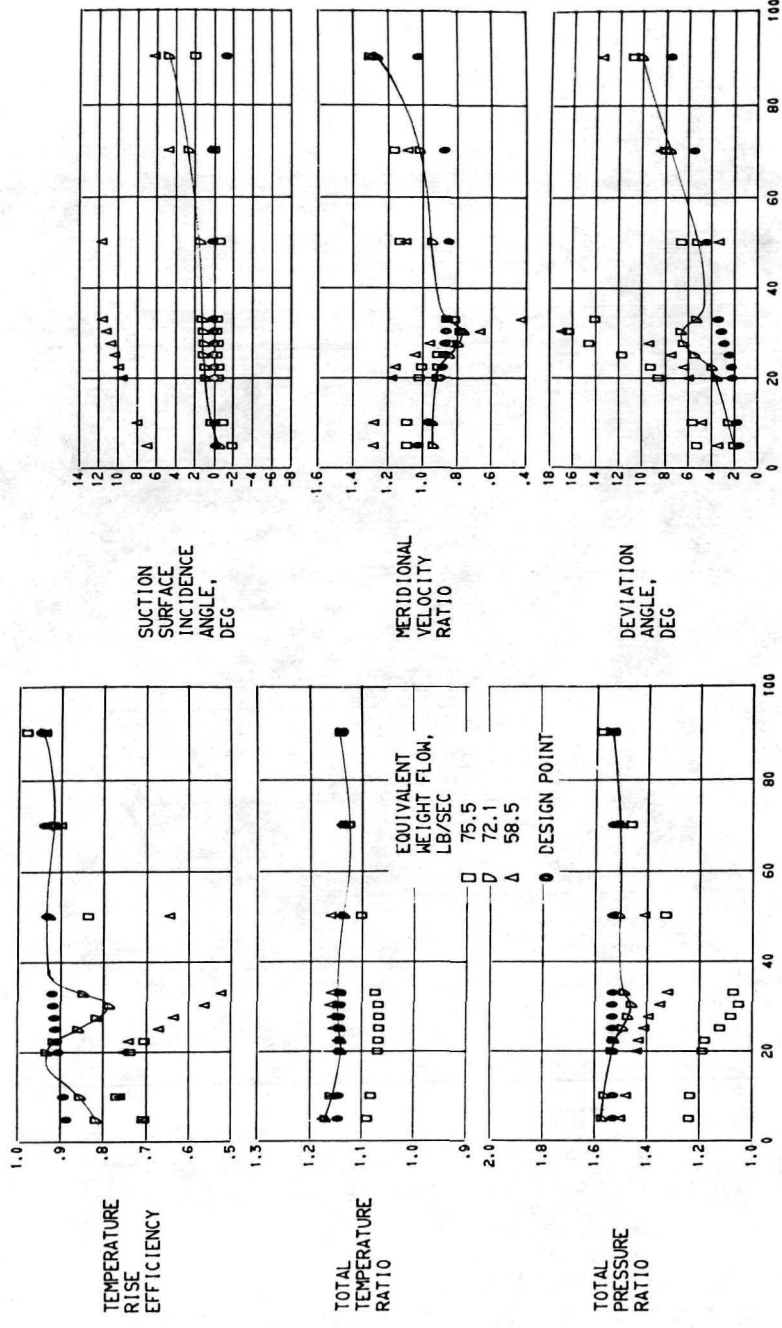 TEMPERATURE
RISE
EFFICIENCY
1.0
.9
.8
.7
.6
.5
TOTAL
TEMPERATURE
RATIO
1.3
1.2
1.1
1.0
.9
EQUIVALENT
WEIGHT FLOW,
LB/SEC
75.5
72.1
58.5
DESIGN POINT
TOTAL
PRESSURE
RATIO
2.0
1.8
1.6
1.4
1.2
1.0
0
20
40
60
80
100
SUCTION
SURFACE
INCIDENCE
ANGLE,
DEG
14
12
10
8
6
4
2
0
-2
-4
-6
-8
MERIDIONAL
VELOCITY
RATIO
1.6
1.4
1.2
1.0
.8
.6
.4
DEVIATION
ANGLE,
DEG
18
16
14
12
10
8
6
4
2
0
0
20
40
60
80
100